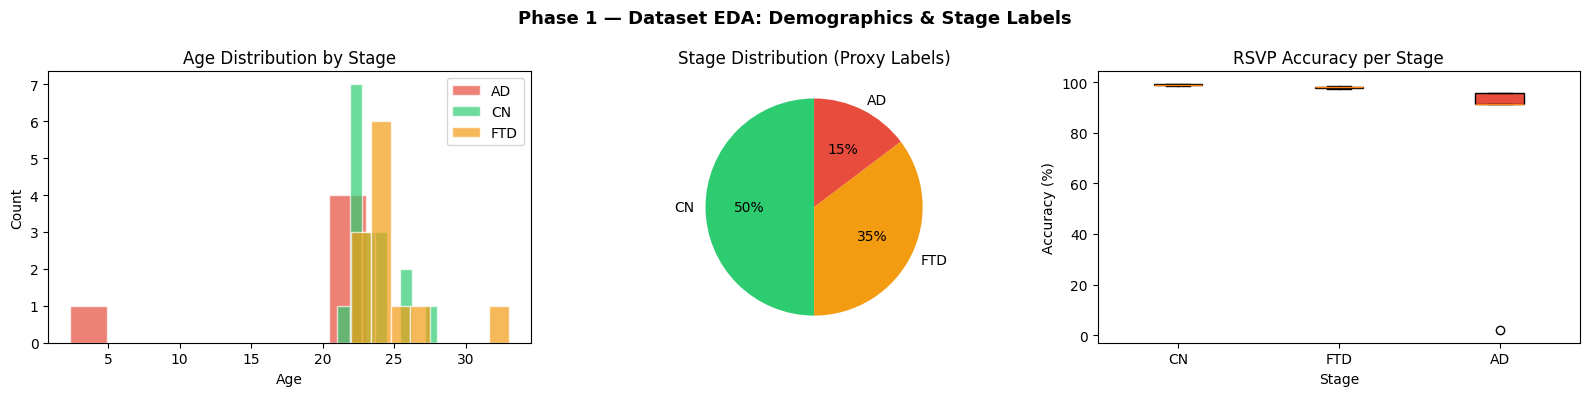 Phase 1 — Dataset EDA: Demographics & Stage Labels
Age Distribution by Stage
Count
7
6
5
4
3
2
1
0
AD
CN
FTD
5 10 15 20 25 30
Age
Stage Distribution (Proxy Labels)
AD
15%
CN
50%
35%
FTD
RSVP Accuracy per Stage
Accuracy (%)
100
80
60
40
20
0
CN FTD AD
Stage